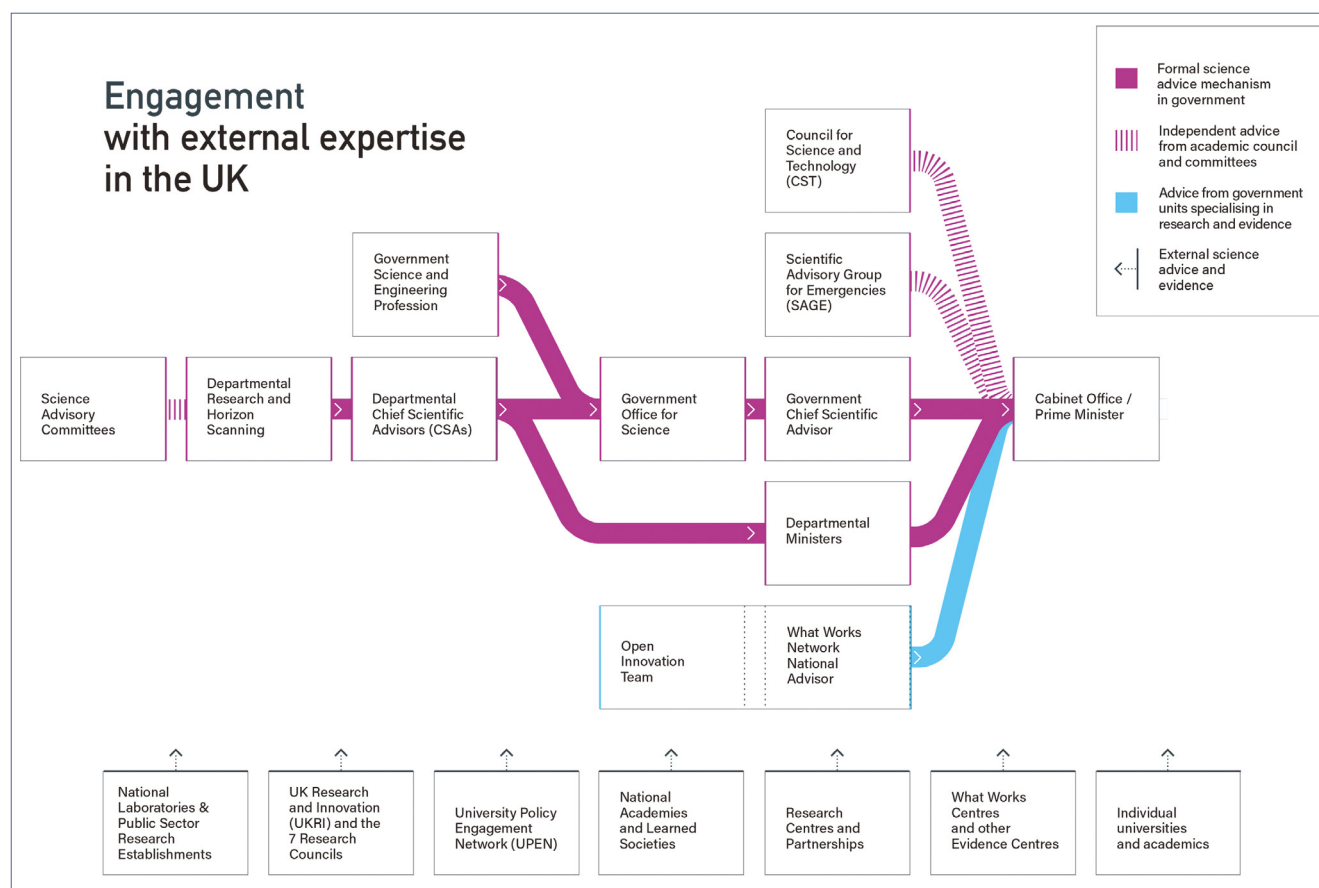 Engagement
with external expertise
in the UK
Formal science
advice mechanism
in government
Independent advice
from academic council
and committees
Advice from government
units specialising in
research and evidence
External science
advice and
evidence
Council for
Science and
Technology
(CST)
Government
Science and
Engineering
Profession
Scientific
Advisory Group
for Emergencies
(SAGE)
Science
Advisory
Committees
Departmental
Research and
Horizon
Scanning
Departmental
Chief Scientific
Advisors (CSAs)
Government
Office for
Science
Government
Chief Scientific
Advisor
Cabinet Office /
Prime Minister
Departmental
Ministers
Open
Innovation
Team
What Works
Network
National
Advisor
National
Laboratories &
Public Sector
Research
Establishments
UK Research
and Innovation
(UKRI) and the
7 Research
Councils
University Policy
Engagement
Network (UPEN)
National
Academies
and Learned
Societies
Research
Centres and
Partnerships
What Works
Centres
and other
Evidence Centres
Individual
universities
and academics